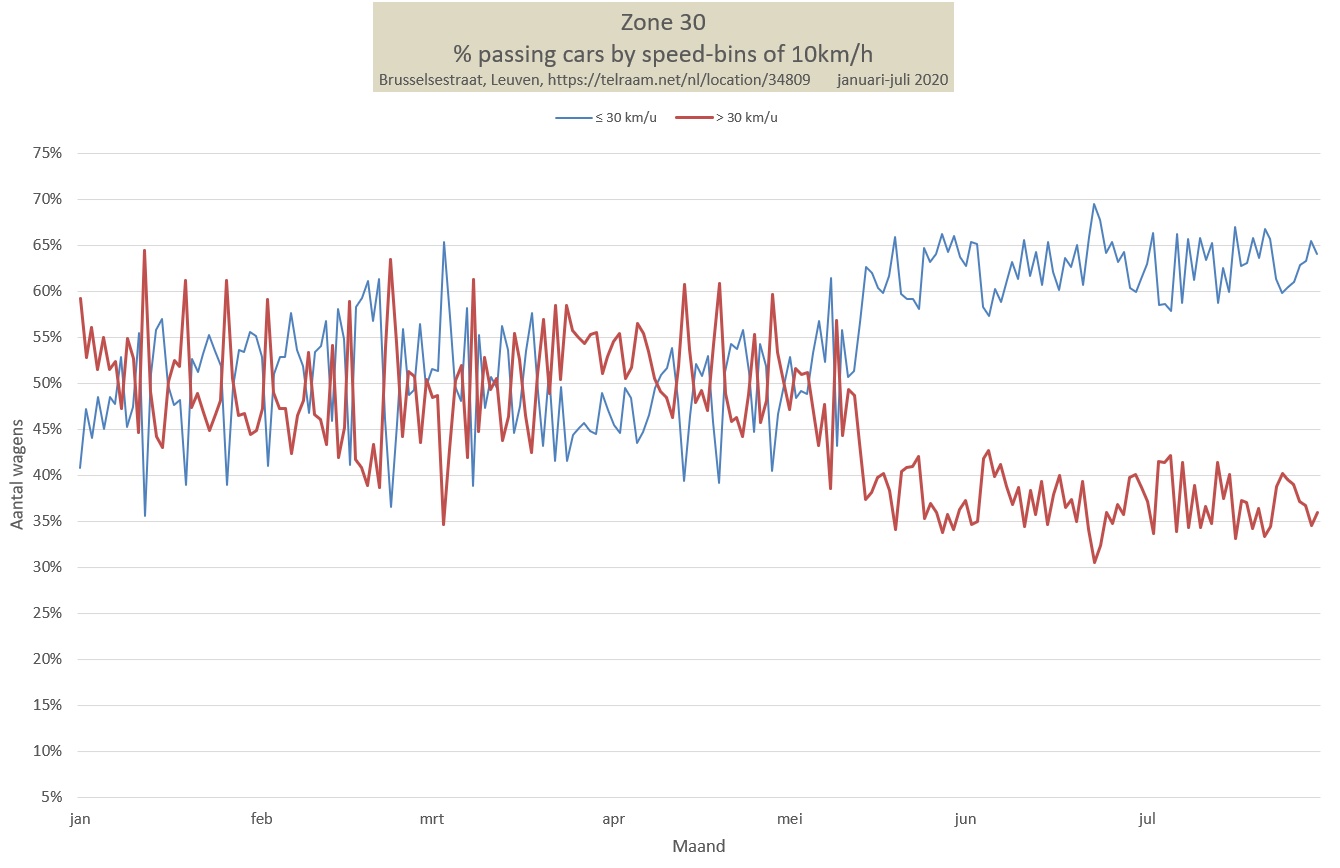 Zone 30
% passing cars by speed-bins of 10km/h
Brusselsestraat, Leuven, https://telraam.net/nl/location/34809 januari-juli 2020
≤ 30 km/u > 30 km/u
75%
70%
65%
60%
55%
50%
45%
40%
35%
30%
25%
20%
15%
10%
5%
Aantal wagens
jan feb mrt apr mei jun jul
Maand